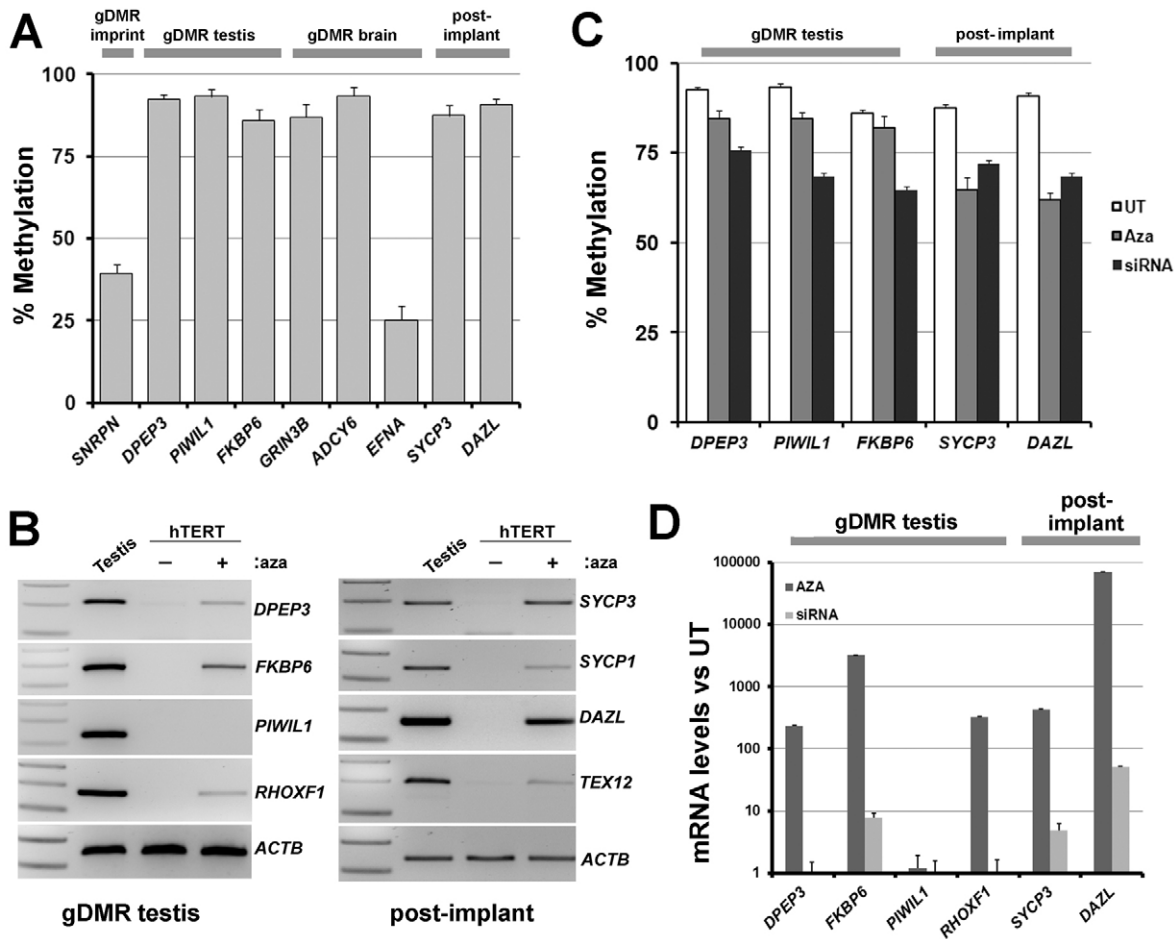 A
gDMR imprint
gDMR testis
gDMR brain
post-implant
% Methylation
100
75
50
25
0
SNRPN
DPEP3
PIWIL1
FKBP6
GRIN3B
ADCY6
EFNA
SYCP3
DAZL
B
hTERT
Testis
–
+
:aza
DPEP3
FKBP6
PIWIL1
RHOXF1
ACTB
gDMR testis
hTERT
Testis
–
+
:aza
SYCP3
SYCP1
DAZL
TEX12
ACTB
post-implant
C
gDMR testis
post-implant
% Methylation
100
75
50
25
0
DPEP3
PIWIL1
FKBP6
SYCP3
DAZL
UT
Aza
siRNA
D
gDMR testis
post-
implant
mRNA levels vs UT
100000
10000
1000
100
10
1
AZA
siRNA
DPEP3
FKBP6
PIWIL1
RHOXF1
SYCP3
DAZL